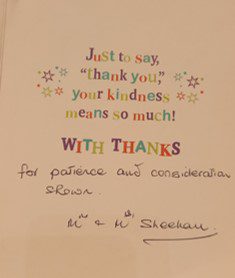 Just to say,
"thank you,"
your kindness
means so much!
WITH THANKS
for patience and consideration
shown.
Mr & Mrs Sheehan.